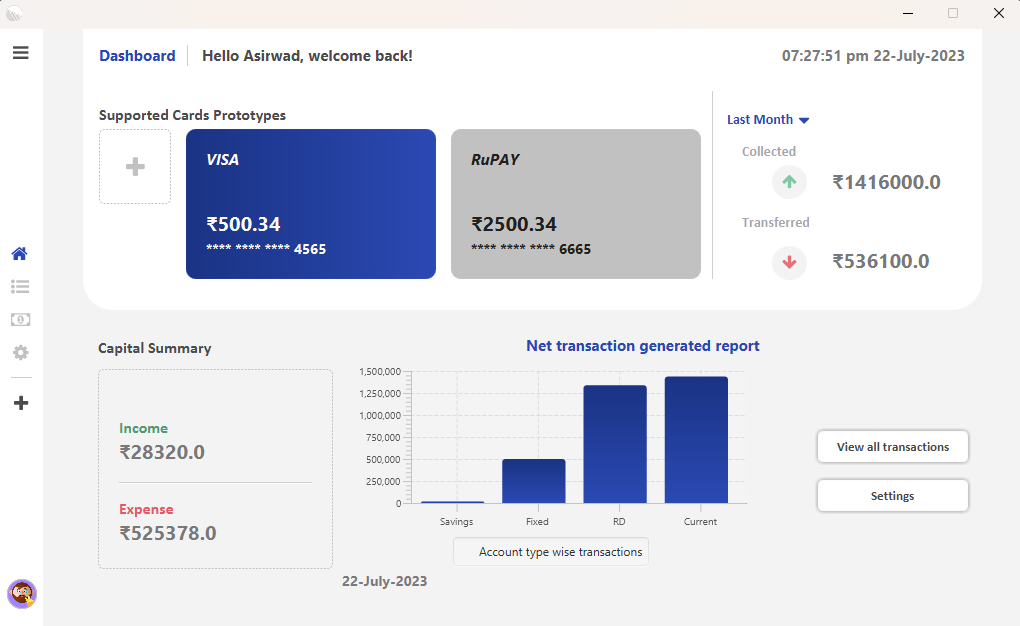 Dashboard
Hello Asirwad, welcome back!
07:27:51 pm 22-July-2023
Supported Cards Prototypes
VISA
₹500.34
**** **** **** 4565
RuPAY
₹2500.34
**** **** **** 6665
Last Month
Collected
₹1416000.0
Transferred
₹536100.0
Capital Summary
Income
₹28320.0
Expense
₹525378.0
Net transaction generated report
1,500,000
1,250,000
1,000,000
750,000
500,000
250,000
0
Savings
Fixed
RD
Current
Account type wise transactions
22-July-2023
View all transactions
Settings